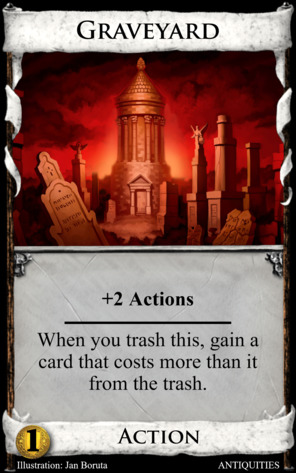 GRAVEYARD
+2 Actions
When you trash this, gain a
card that costs more than it
from the trash.
1
ACTION
Illustration: Jan Boruta
ANTIQUITIES